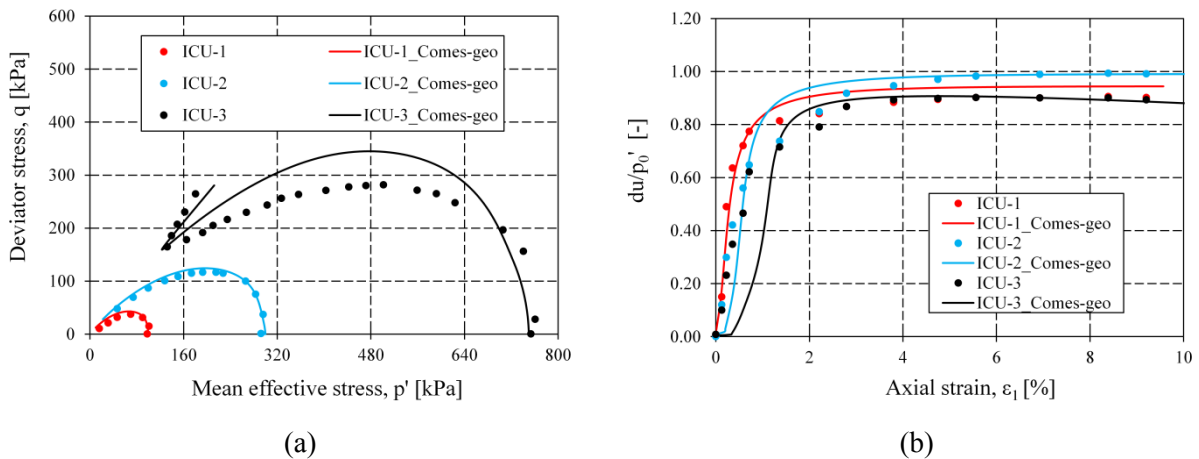 600
500
400
300
200
100
0
Deviator stress, q [kPa]
ICU-1
ICU-1_Comes-geo
ICU-2
ICU-2_Comes-geo
ICU-3
ICU-3_Comes-geo
0 160 320 480 640 800
Mean effective stress, p' [kPa]
(a)
1.20
1.00
0.80
0.60
0.40
0.20
0.00
du/p₀' [-]
ICU-1
ICU-1_Comes-geo
ICU-2
ICU-2_Comes-geo
ICU-3
ICU-3_Comes-geo
0 2 4 6 8 10
Axial strain, ε₁ [%]
(b)